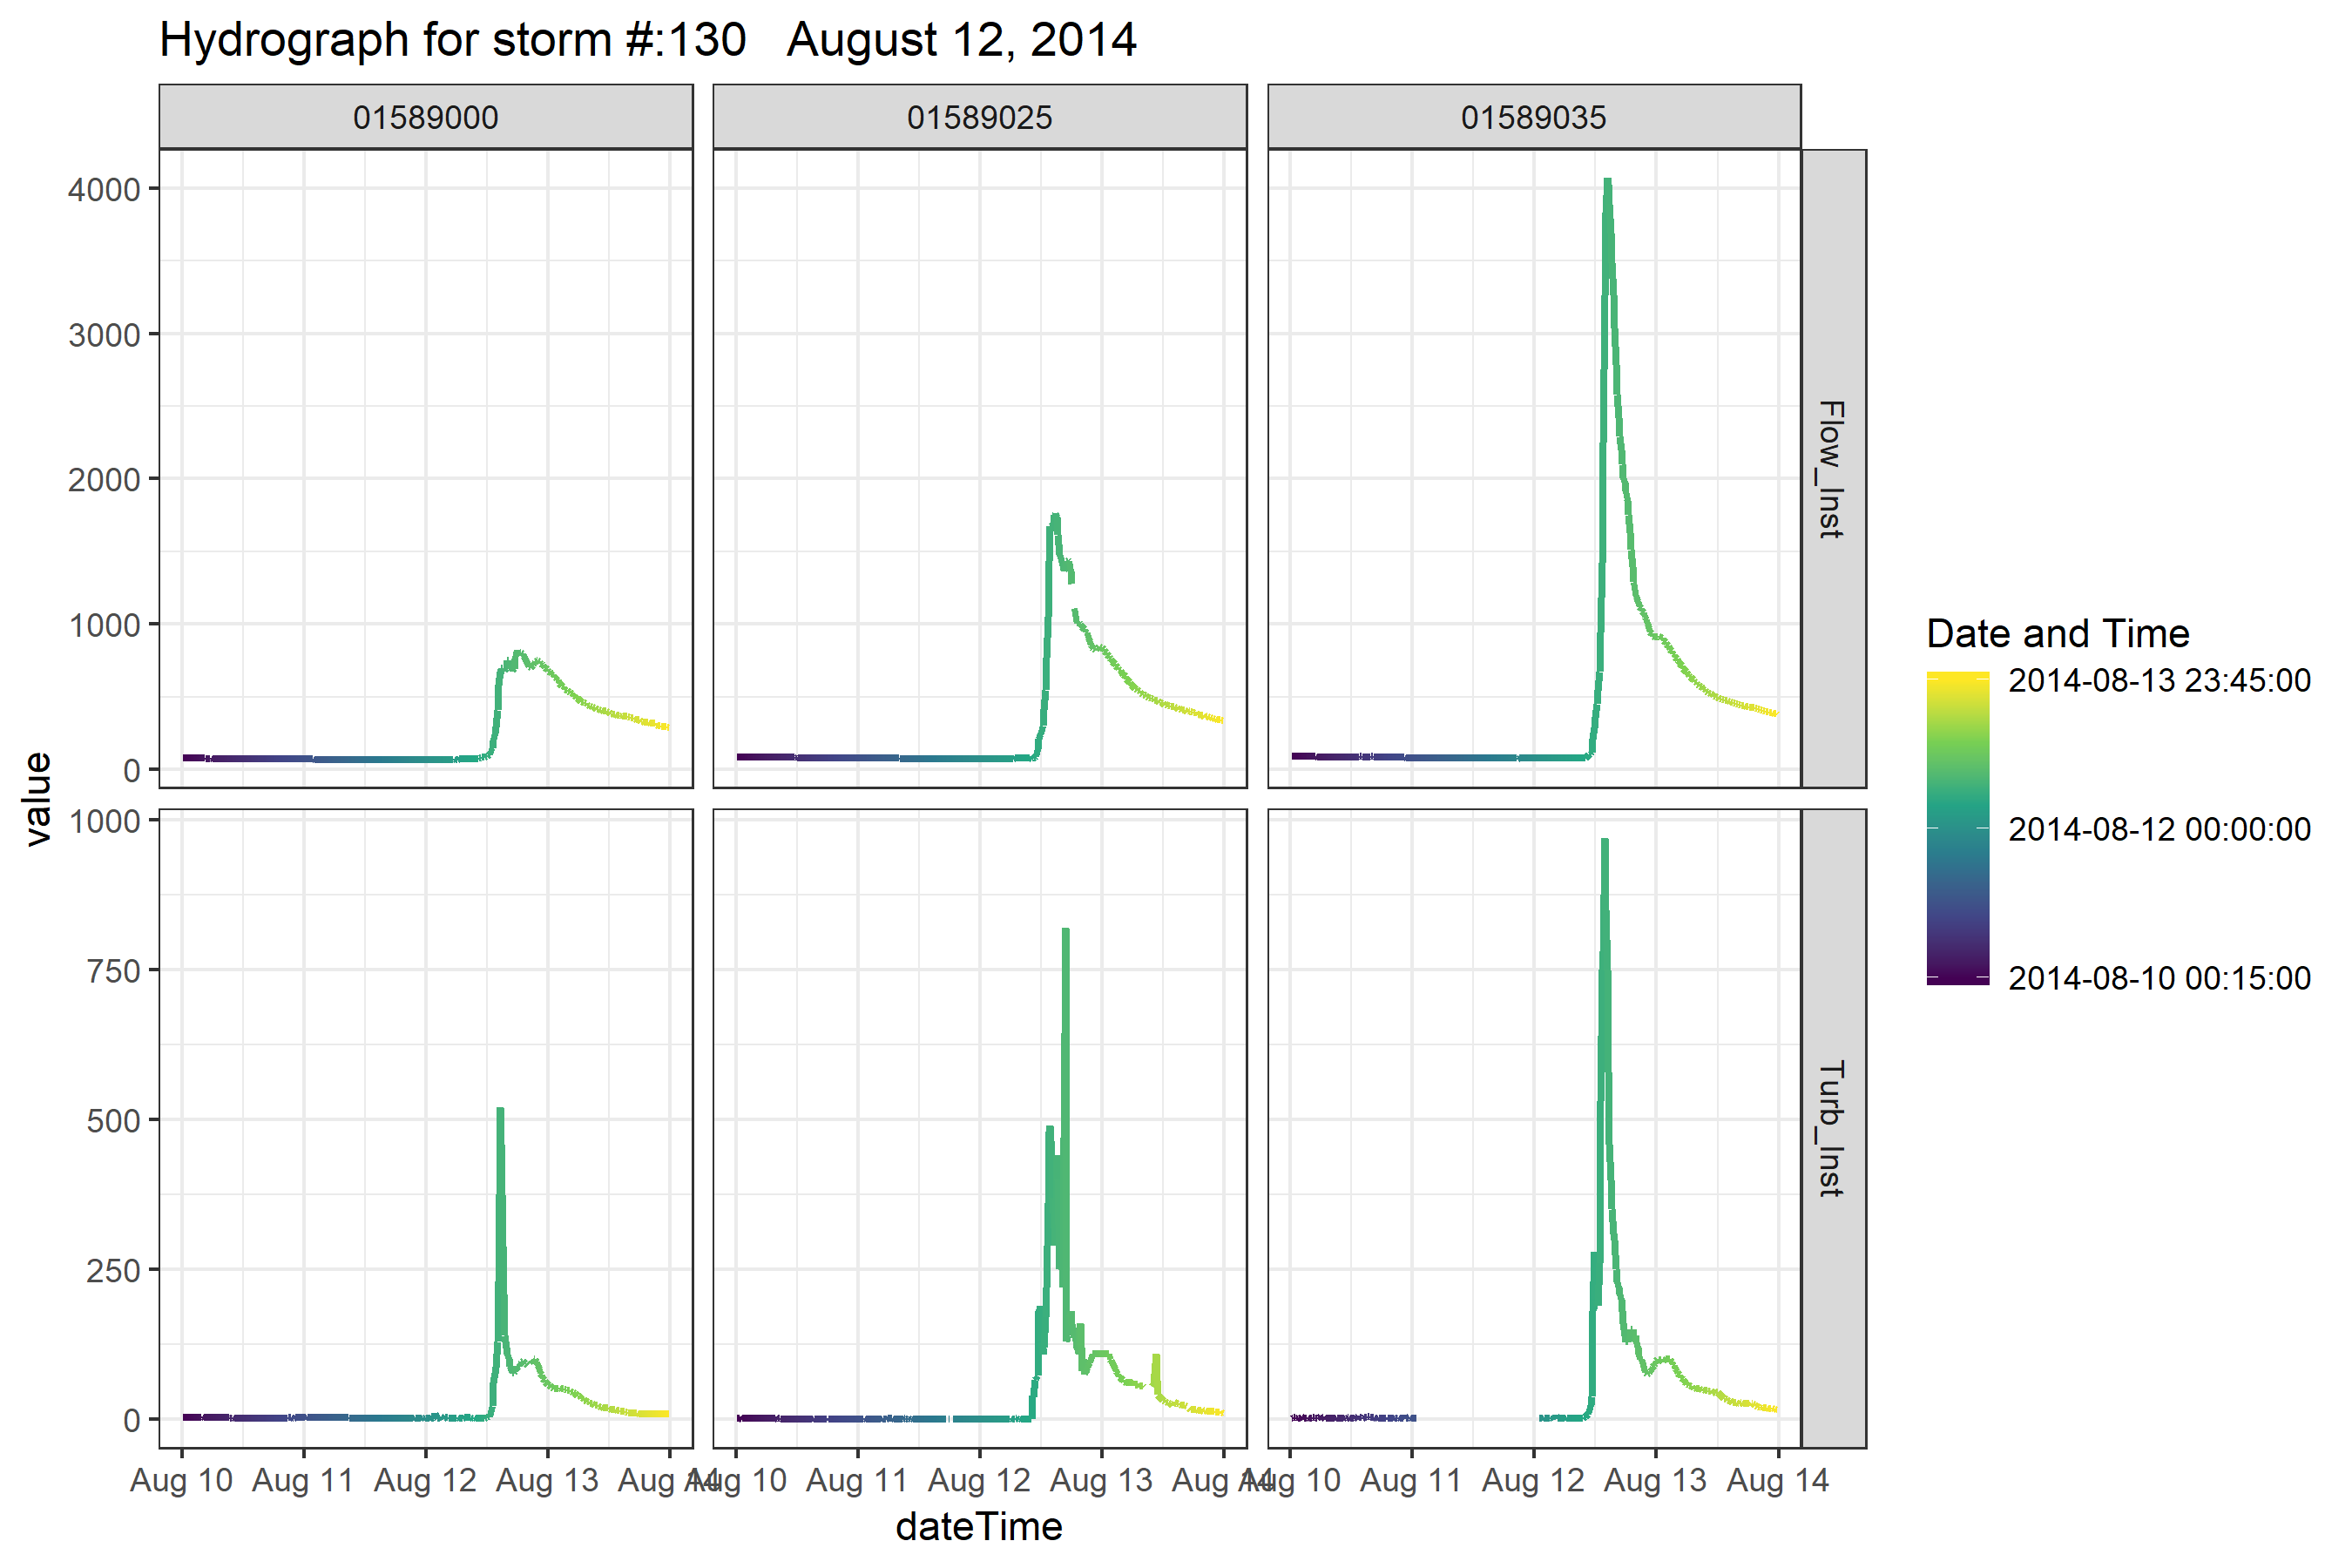 Hydrograph for storm #:130   August 12, 2014
01589000
01589025
01589035
4000
3000
2000
1000
0
Flow_Inst
1000
750
500
250
0
Turb_Inst
value
Aug 10 Aug 11 Aug 12 Aug 13 Aug 14
Aug 10 Aug 11 Aug 12 Aug 13 Aug 14
Aug 10 Aug 11 Aug 12 Aug 13 Aug 14
dateTime
Date and Time
2014-08-13 23:45:00
2014-08-12 00:00:00
2014-08-10 00:15:00